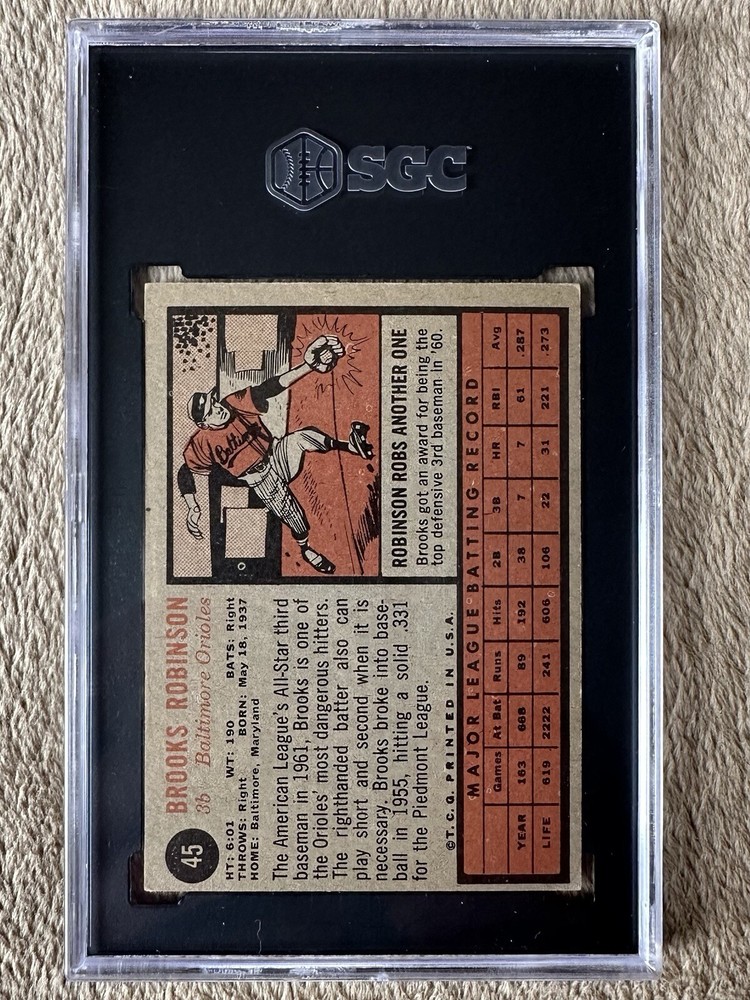 SGC
45
BROOKS ROBINSON
3b Baltimore Orioles
HT: 6:01 WT: 190 BATS: Right
THROWS: Right BORN: May 18, 1937
HOME: Baltimore, Maryland
The American League's All-Star third
baseman in 1961, Brooks is one of
the Orioles' most dangerous hitters.
The righthanded batter also can
play short and second when it is
necessary. Brooks broke into base-
ball in 1955, hitting a solid .331
for the Piedmont League.
©T.C.G. PRINTED IN U.S.A.
Baltimore
ROBINSON ROBS ANOTHER ONE
Brooks got an award for being the
top defensive 3rd baseman in '60.
MAJOR LEAGUE BATTING RECORD
Games At Bat Runs Hits 2B 3B HR RBI Avg
YEAR 163 668 89 192 38 7 7 61 .287
LIFE 619 2222 241 606 106 22 31 221 .273